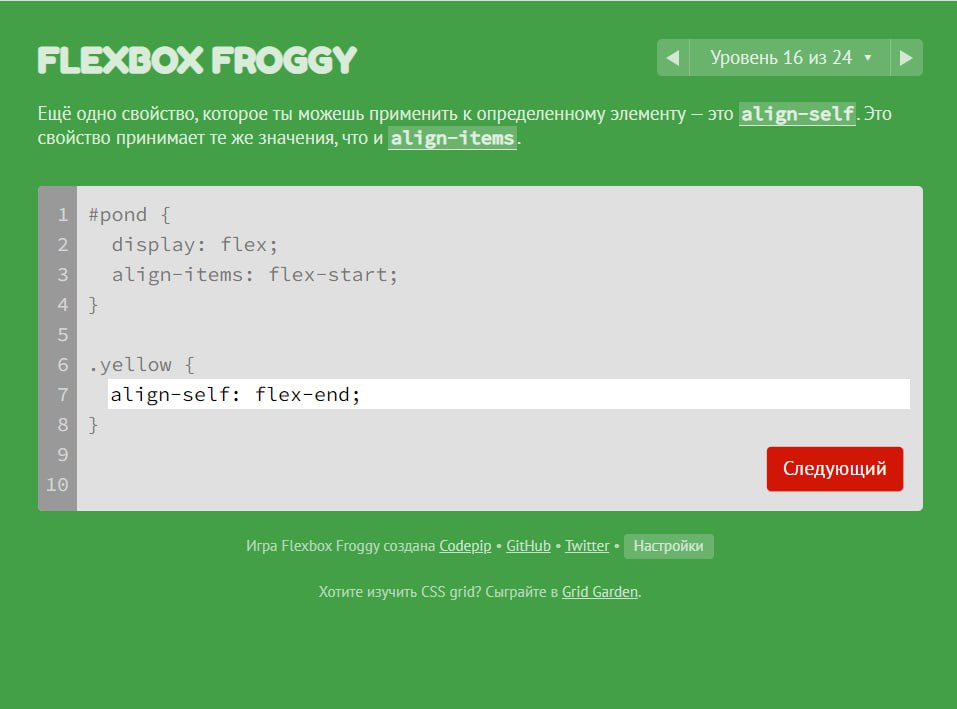 FLEXBOX FROGGY
◀ Уровень 16 из 24 ▼ ▶
Ещё одно свойство, которое ты можешь применить к определенному элементу — это align-self. Это
свойство принимает те же значения, что и align-items.
1 #pond {
2   display: flex;
3   align-items: flex-start;
4 }
5
6 .yellow {
7   align-self: flex-end;
8 }
9
10
Следующий
Игра Flexbox Froggy создана Codepip • GitHub • Twitter • Настройки
Хотите изучить CSS grid? Сыграйте в Grid Garden.